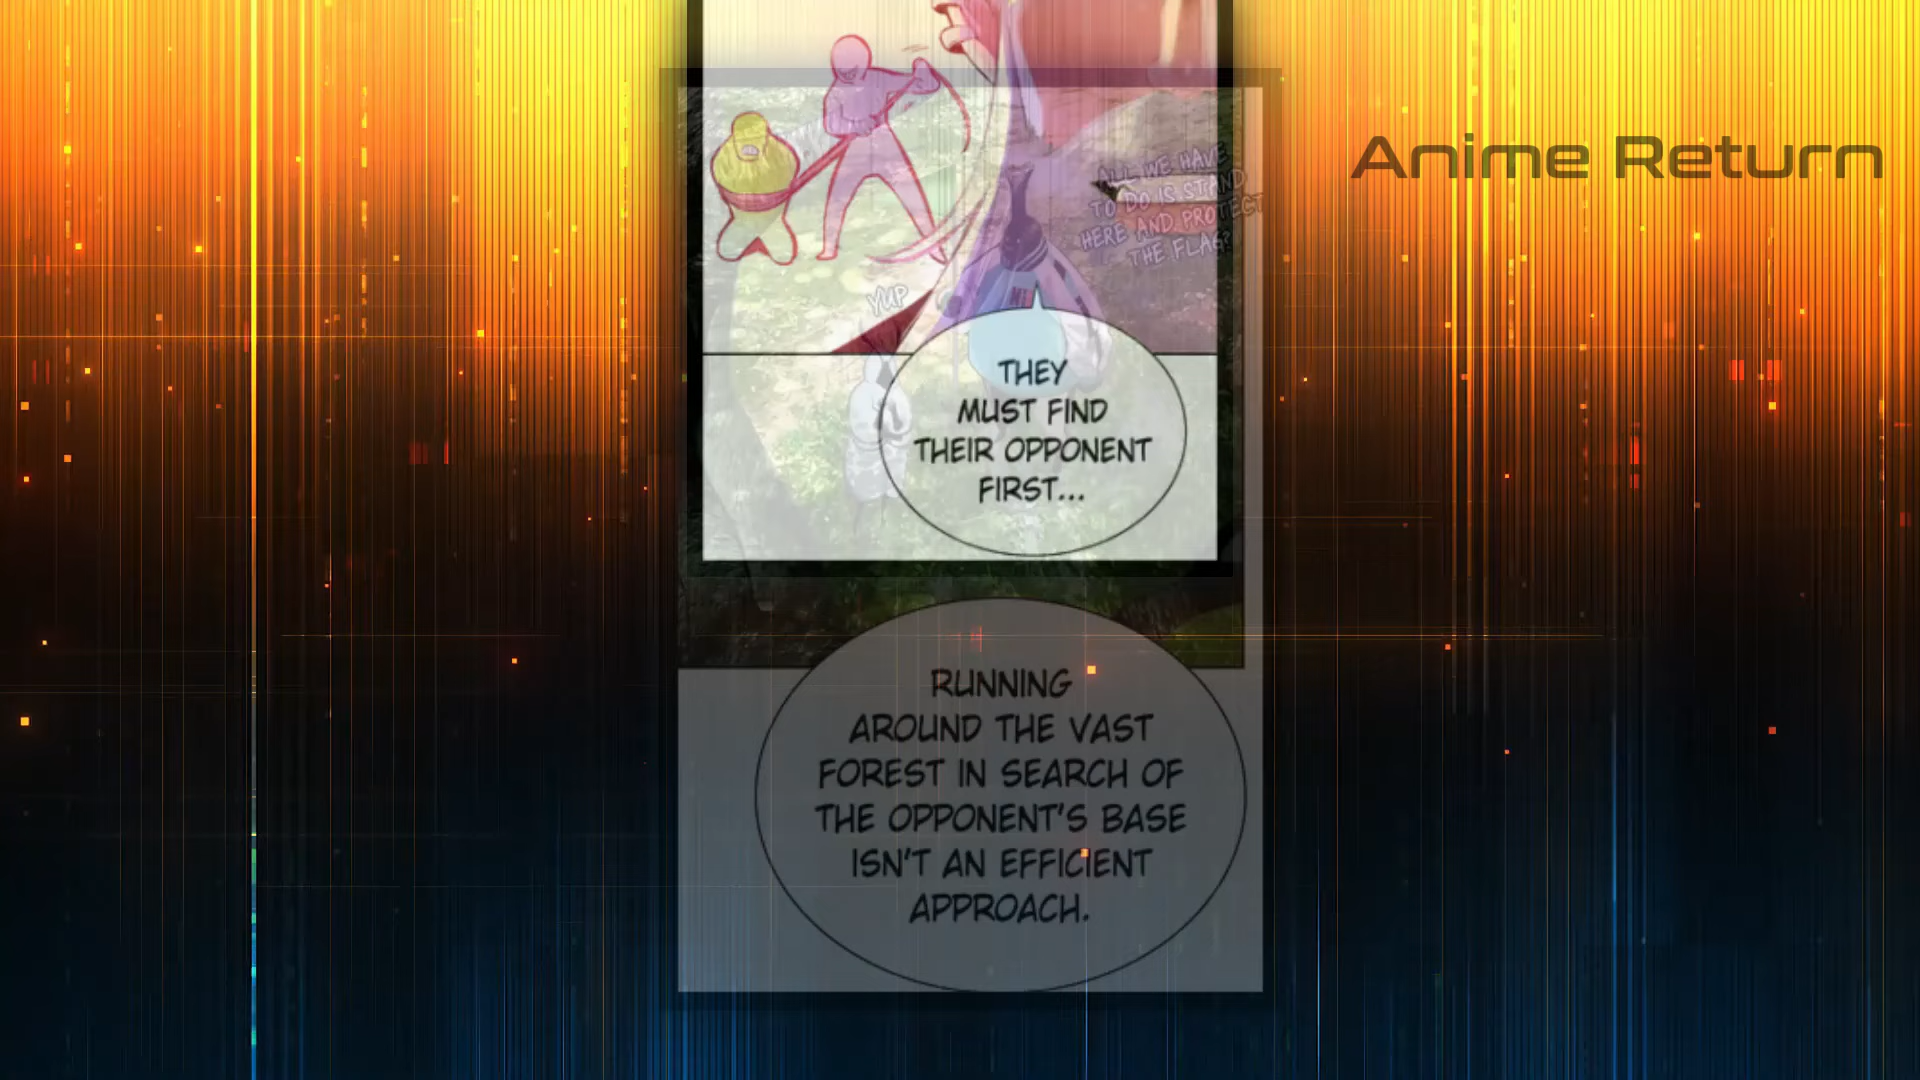 Anime Return
ALL WE HAVE
TO DO IS STAND
HERE AND PROTECT
THE FLAG?
YUP
THEY
MUST FIND
THEIR OPPONENT
FIRST...
RUNNING
AROUND THE VAST
FOREST IN SEARCH OF
THE OPPONENT'S BASE
ISN'T AN EFFICIENT
APPROACH.